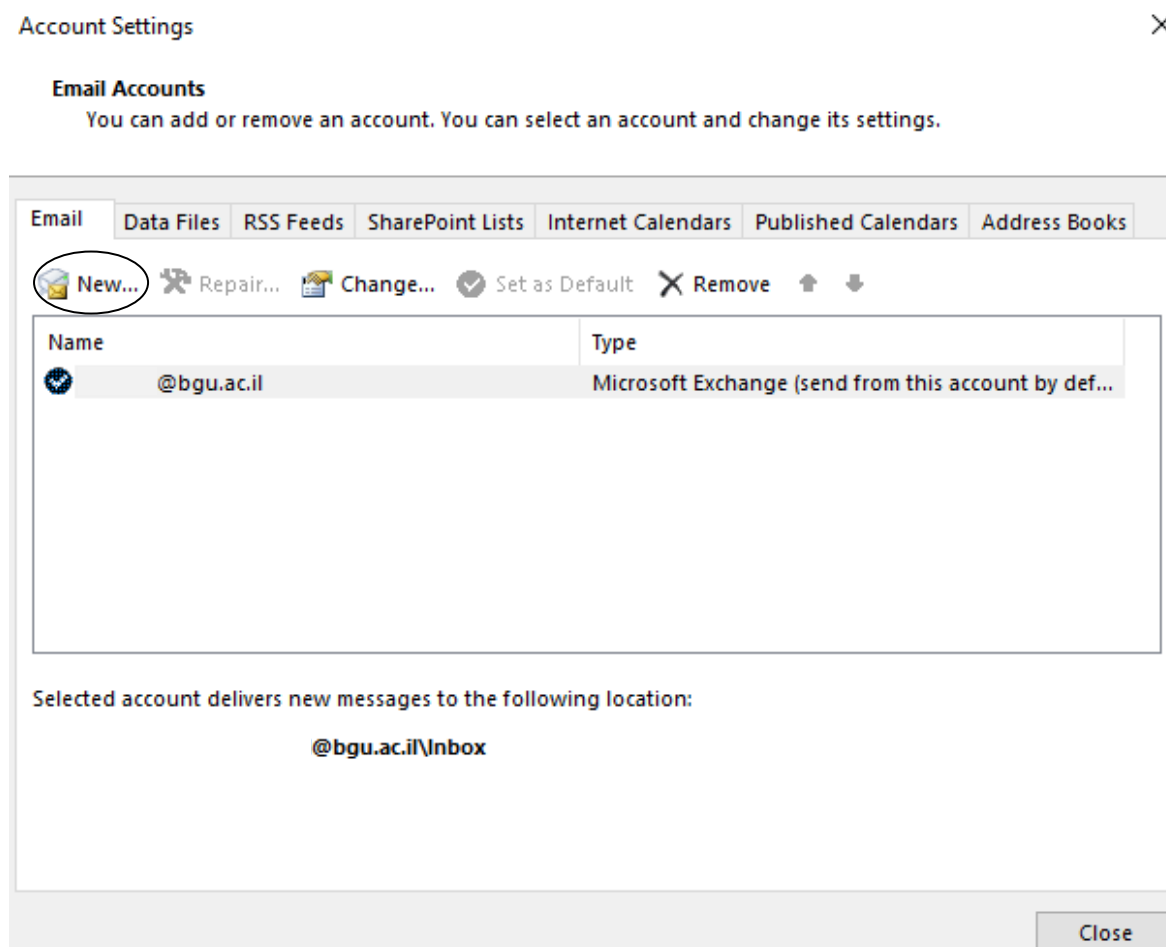 Account Settings
Email Accounts
You can add or remove an account. You can select an account and change its settings.
Email Data Files RSS Feeds SharePoint Lists Internet Calendars Published Calendars Address Books
New... Repair... Change... Set as Default Remove
Name Type
@bgu.ac.il Microsoft Exchange (send from this account by def...
Selected account delivers new messages to the following location:
@bgu.ac.il\Inbox
Close